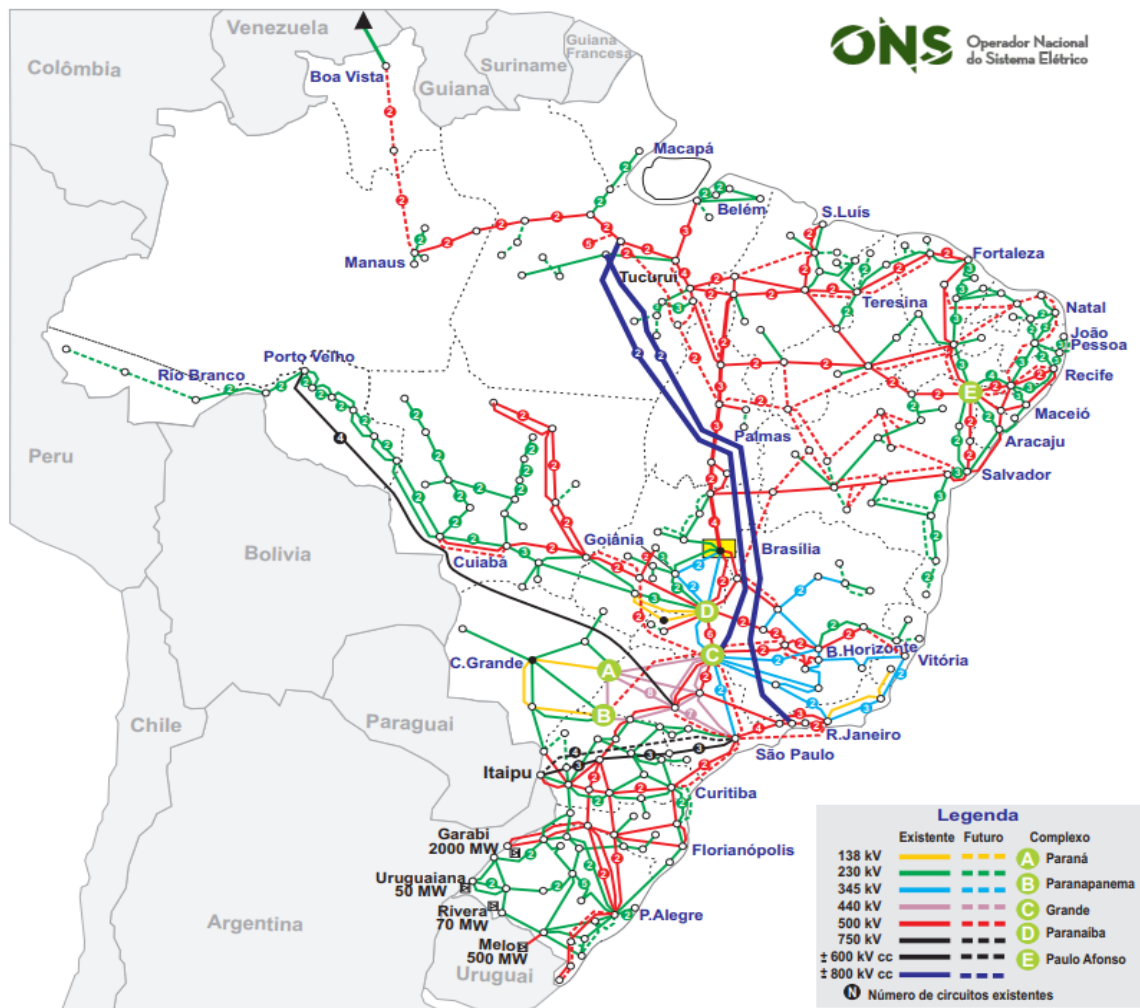 Venezuela
Guiana
Francesa
Suriname
Colômbia
Guiana
Boa Vista
ONS
Operador Nacional
do Sistema Elétrico
Macapá
Belém
S.Luís
Manaus
Fortaleza
Tucuruí
Teresina
Natal
João
Pessoa
Porto Velho
Rio Branco
Recife
E
Maceió
Palmas
Aracaju
Peru
Salvador
Bolivia
Goiânia
Brasília
Cuiabá
D
B.Horizonte
Vitória
C
C.Grande
A
B
Chile
Paraguai
R.Janeiro
São Paulo
Itaipu
Curitiba
Garabi
2000 MW
Florianópolis
Uruguaiana
50 MW
Rivera
70 MW
P.Alegre
Argentina
Melo
500 MW
Uruguai
Legenda
Existente Futuro Complexo
138 kV A Paraná
230 kV
345 kV B Paranapanema
440 kV C Grande
500 kV D Paranaíba
750 kV
± 600 kV cc E Paulo Afonso
± 800 kV cc
N Número de circuitos existentes